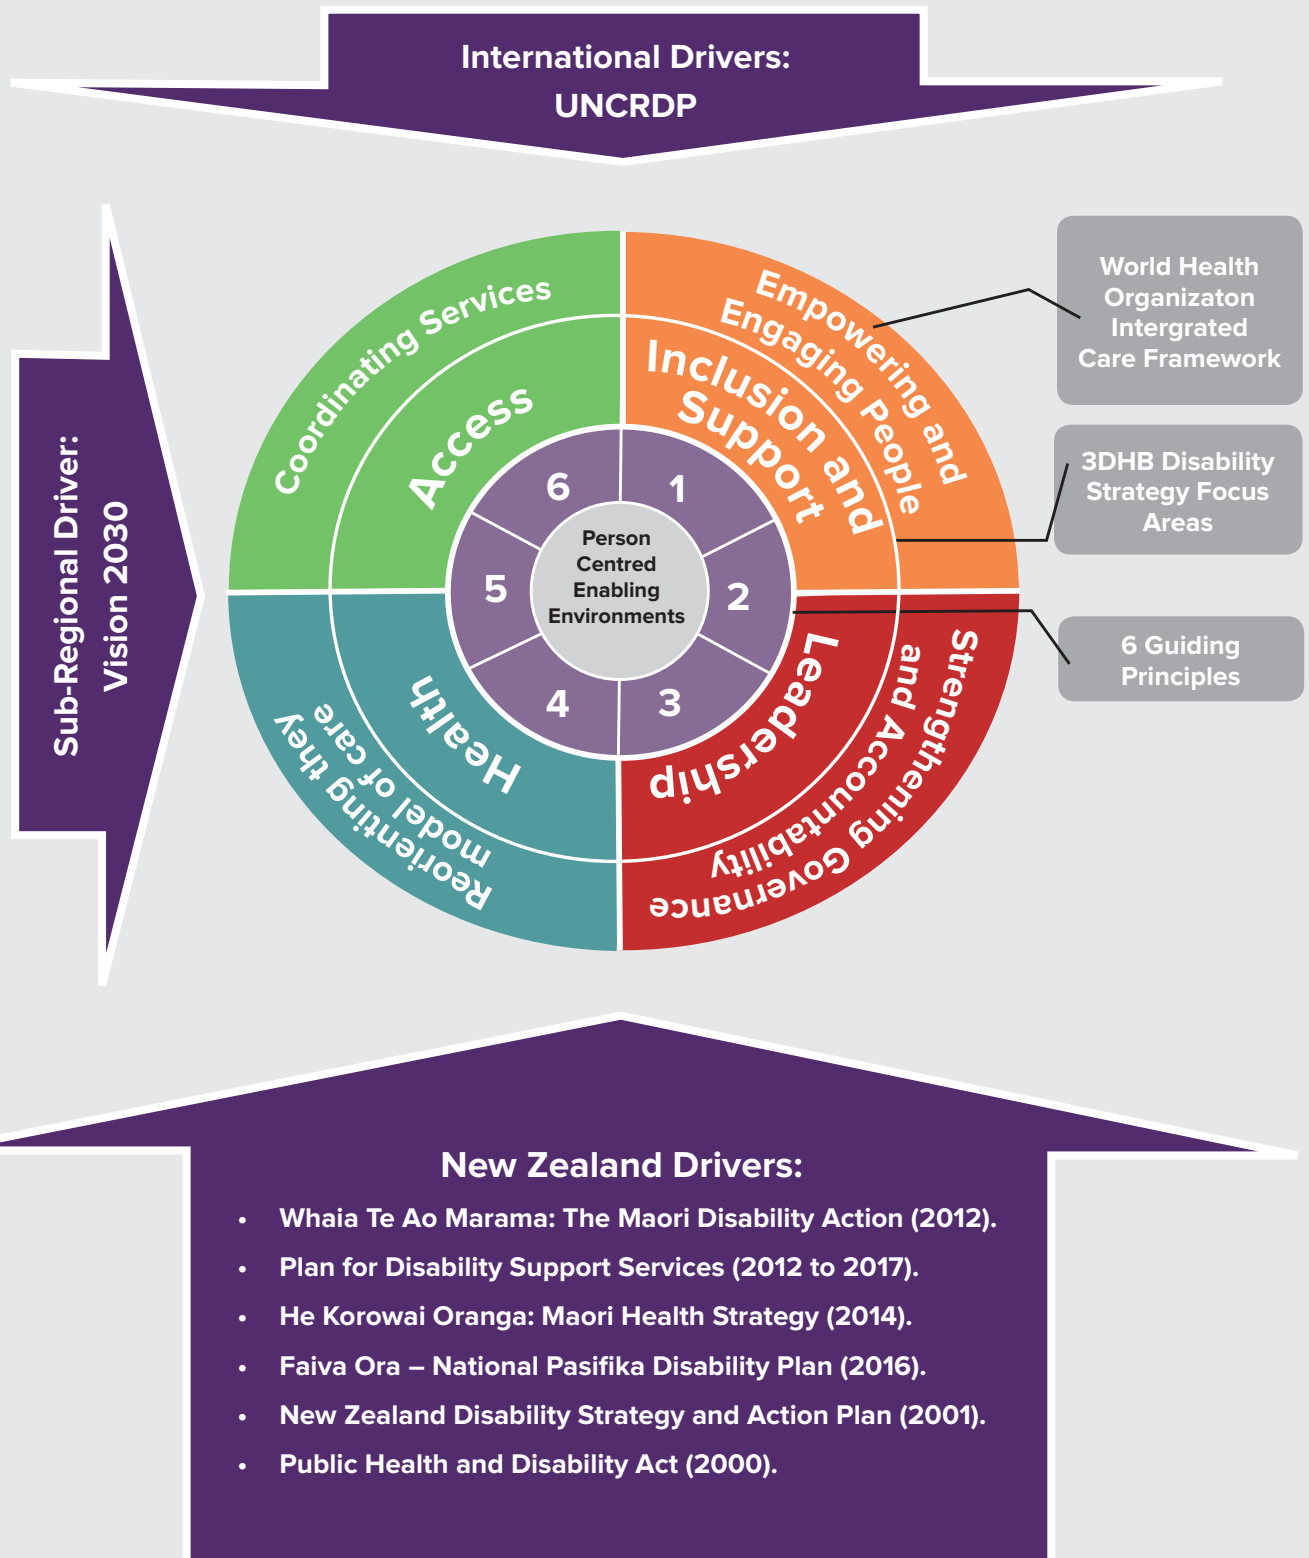 International Drivers:
UNCRDP
Sub-Regional Driver:
Vision 2030
Coordinating Services
Access
Empowering and
Engaging People
Inclusion and
Support
World Health
Organizaton
Intergrated
Care Framework
3DHB Disability
Strategy Focus
Areas
6 Guiding
Principles
6
1
5
2
4
3
Person
Centred
Enabling
Environments
Health
Reorienting they
model of care
Leadership
Strengthening Governance
and Accountability
New Zealand Drivers:
• Whaia Te Ao Marama: The Maori Disability Action (2012).
• Plan for Disability Support Services (2012 to 2017).
• He Korowai Oranga: Maori Health Strategy (2014).
• Faiva Ora – National Pasifika Disability Plan (2016).
• New Zealand Disability Strategy and Action Plan (2001).
• Public Health and Disability Act (2000).